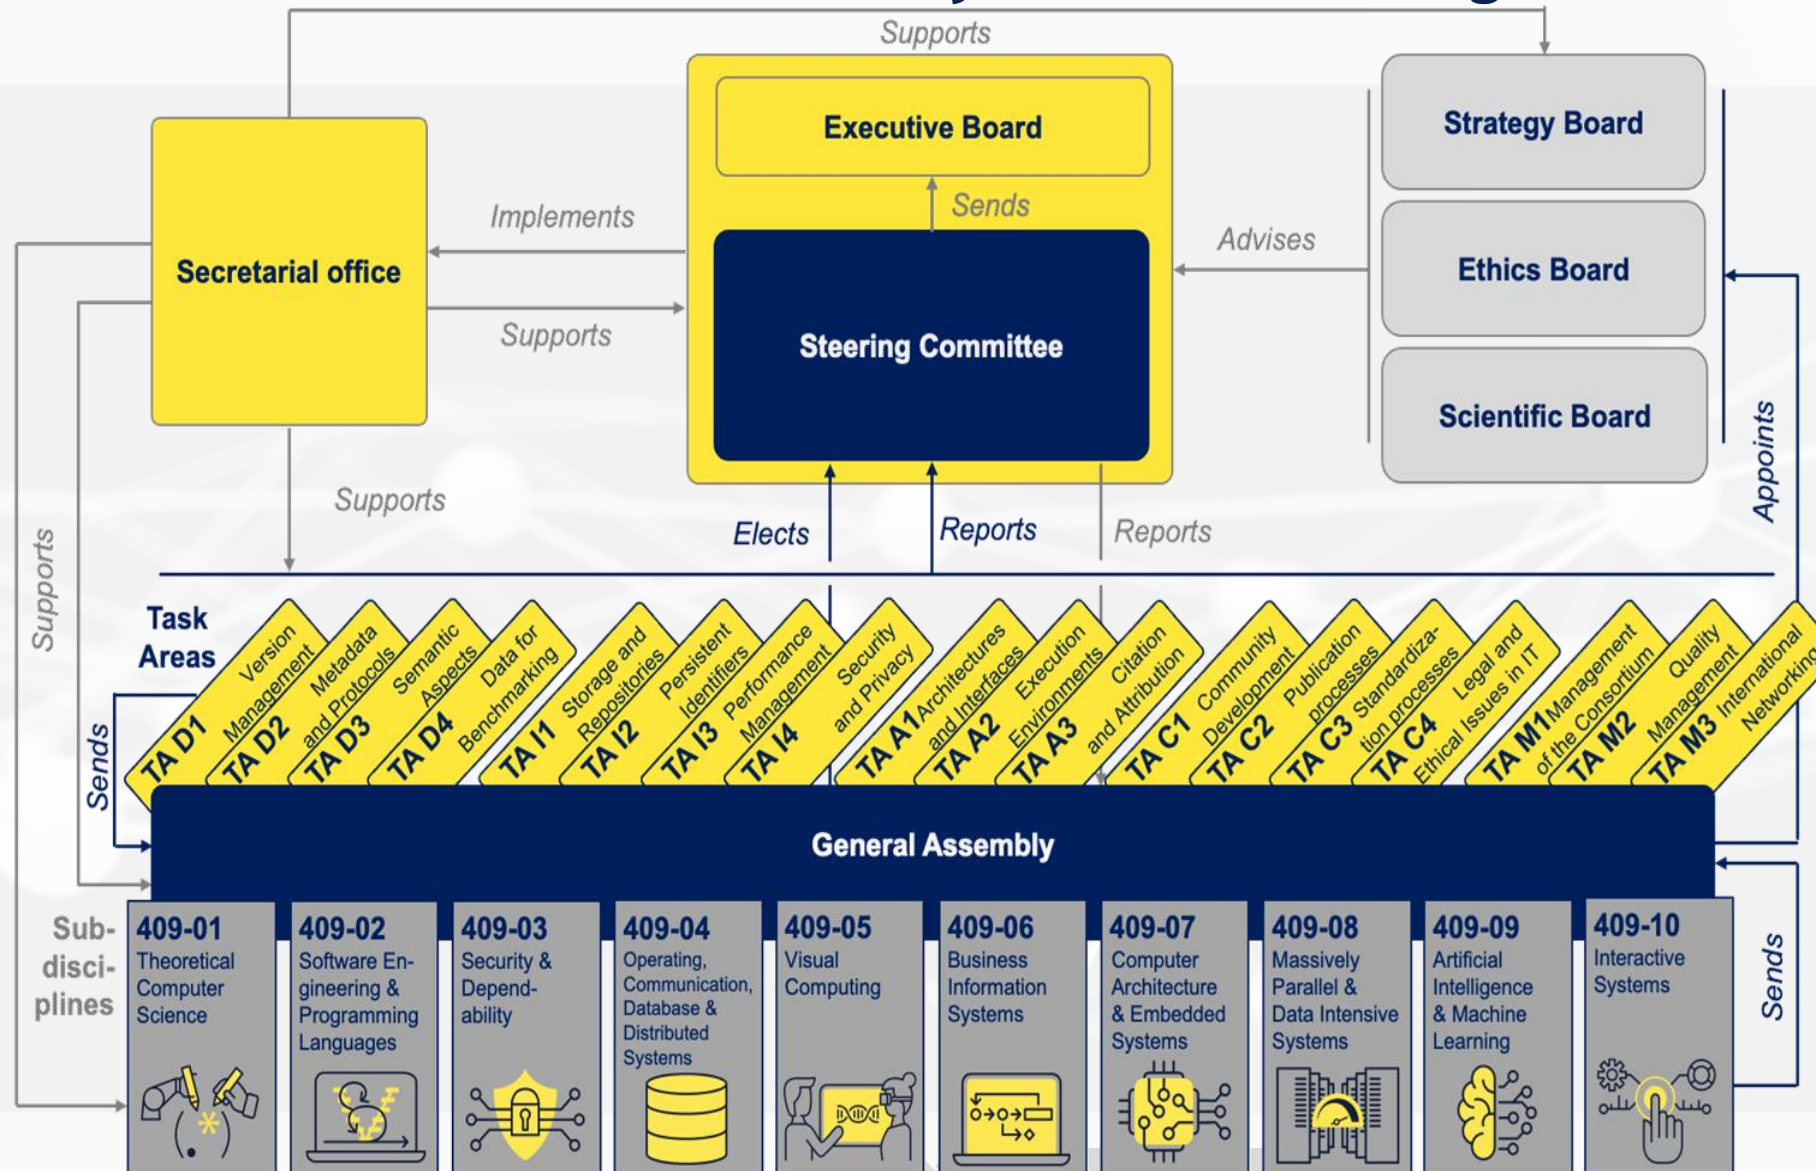 Supports
Executive Board
Sends
Steering Committee
Secretarial office
Implements
Supports
Advises
Strategy Board
Ethics Board
Scientific Board
Appoints
Supports
Supports
Elects
Reports
Reports
Task
Areas
Sends
TA D1
Version
Management
TA D2
Metadata
and Protocols
TA D3
Semantic
Aspects
TA D4
Data for
Benchmarking
TA I1
Storage and
Repositories
TA I2
Persistent
Identifiers
TA I3
Performance
Management
TA I4
Security
and Privacy
TA A1
Architectures
and Interfaces
TA A2
Execution
Environments
TA A3
Citation
and Attribution
TA C1
Community
Development
TA C2
Publication
processes
TA C3
Standardiza-
tion processes
TA C4
Legal and
Ethical Issues in IT
TA M1
Management
of the Consortium
TA M2
Quality
Management
TA M3
International
Networking
General Assembly
Sub-
disci-
plines
409-01
Theoretical
Computer
Science
409-02
Software En-
gineering &
Programming
Languages
409-03
Security &
Depend-
ability
409-04
Operating,
Communication,
Database &
Distributed
Systems
409-05
Visual
Computing
409-06
Business
Information
Systems
409-07
Computer
Architecture
& Embedded
Systems
409-08
Massively
Parallel &
Data Intensive
Systems
409-09
Artificial
Intelligence
& Machine
Learning
409-10
Interactive
Systems
Sends